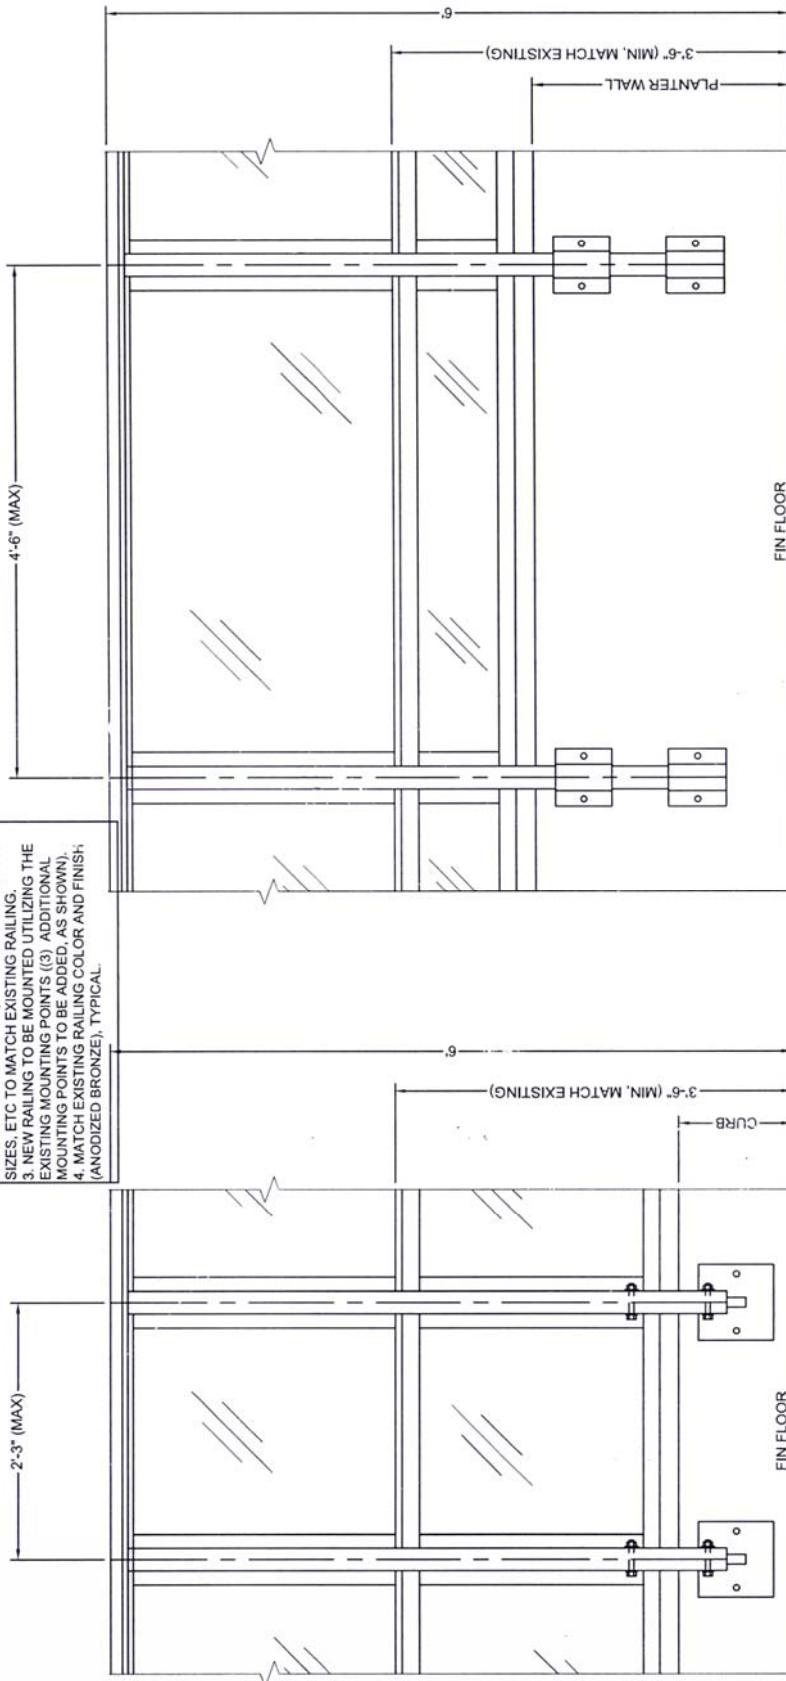 SIZES, ETC TO MATCH EXISTING RAILING.
3. NEW RAILING TO BE MOUNTED UTILIZING THE
EXISTING MOUNTING POINTS ((3) ADDITIONAL
MOUNTING POINTS TO BE ADDED, AS SHOWN).
4. MATCH EXISTING RAILING COLOR AND FINISH
(ANODIZED BRONZE), TYPICAL.
2'-3" (MAX)
6'
3'-6" (MIN, MATCH EXISTING)
CURB
FIN FLOOR
4'-6" (MAX)
6'
3'-6" (MIN, MATCH EXISTING)
PLANTER WALL
FIN FLOOR